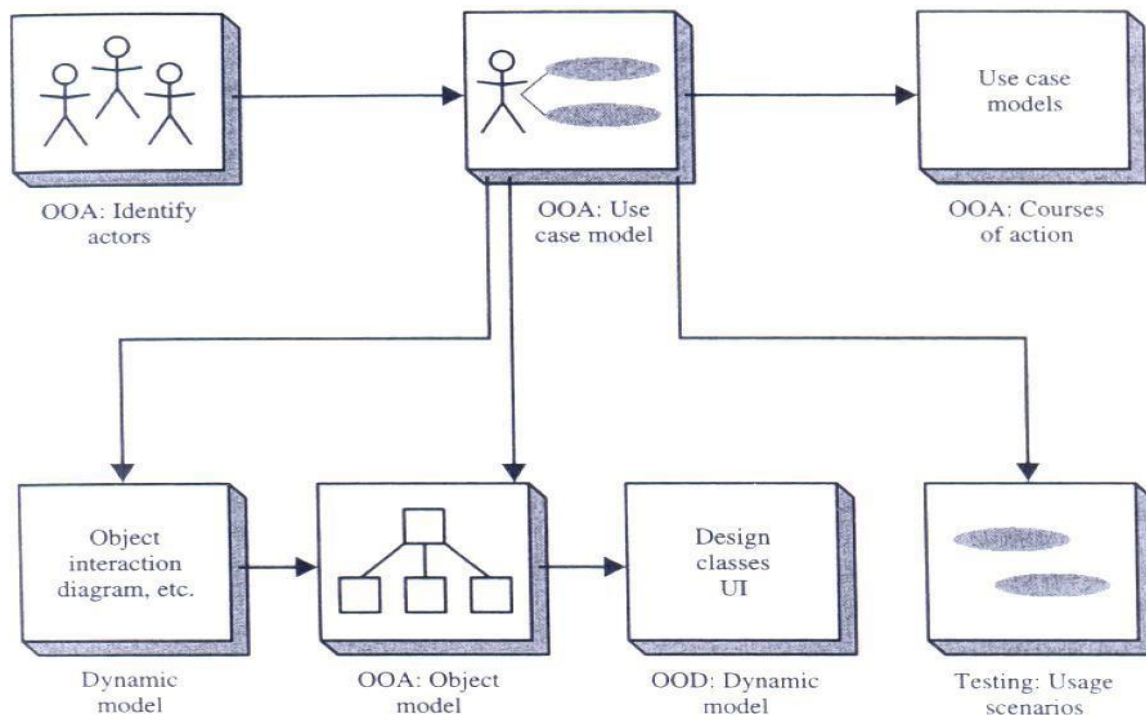 Use case
models
OOA: Identify
actors
OOA: Use
case model
OOA: Courses
of action
Object
interaction
diagram, etc.
Design
classes
UI
Dynamic
model
OOA: Object
model
OOD: Dynamic
model
Testing: Usage
scenarios